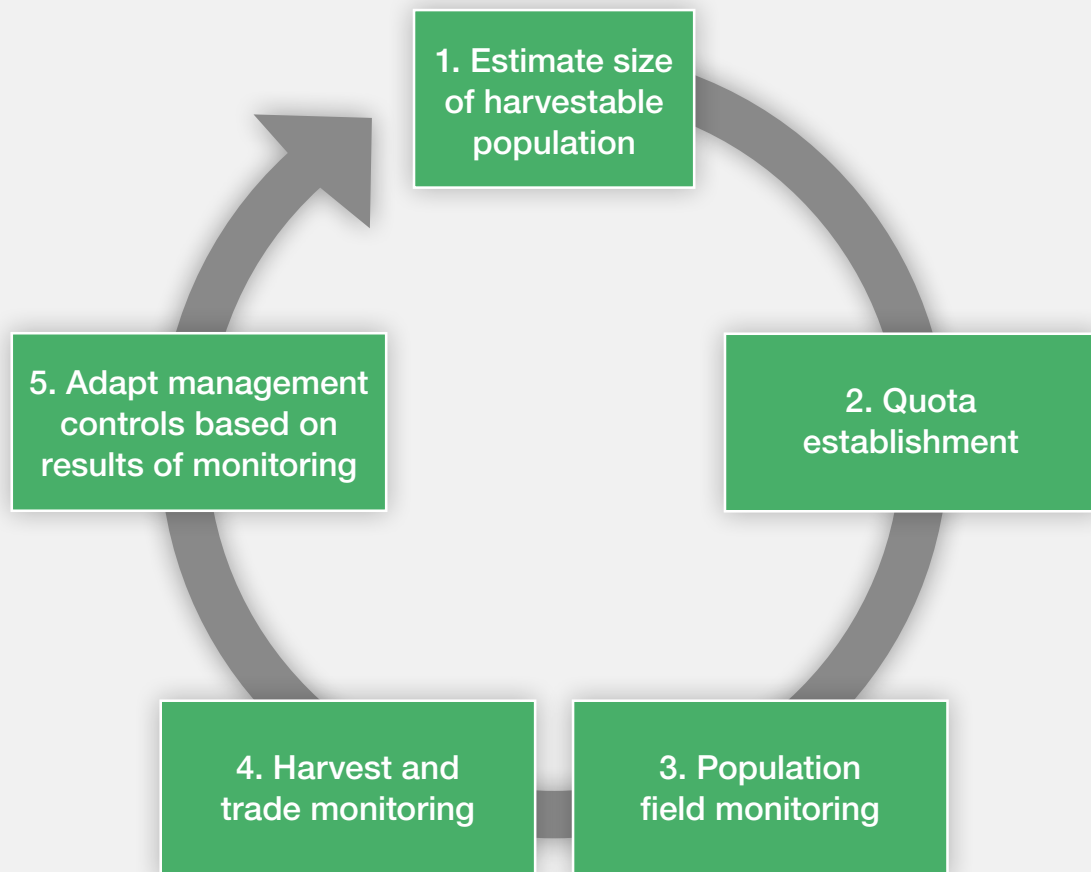 1. Estimate size
of harvestable
population
2. Quota
establishment
3. Population
field monitoring
4. Harvest and
trade monitoring
5. Adapt management
controls based on
results of monitoring